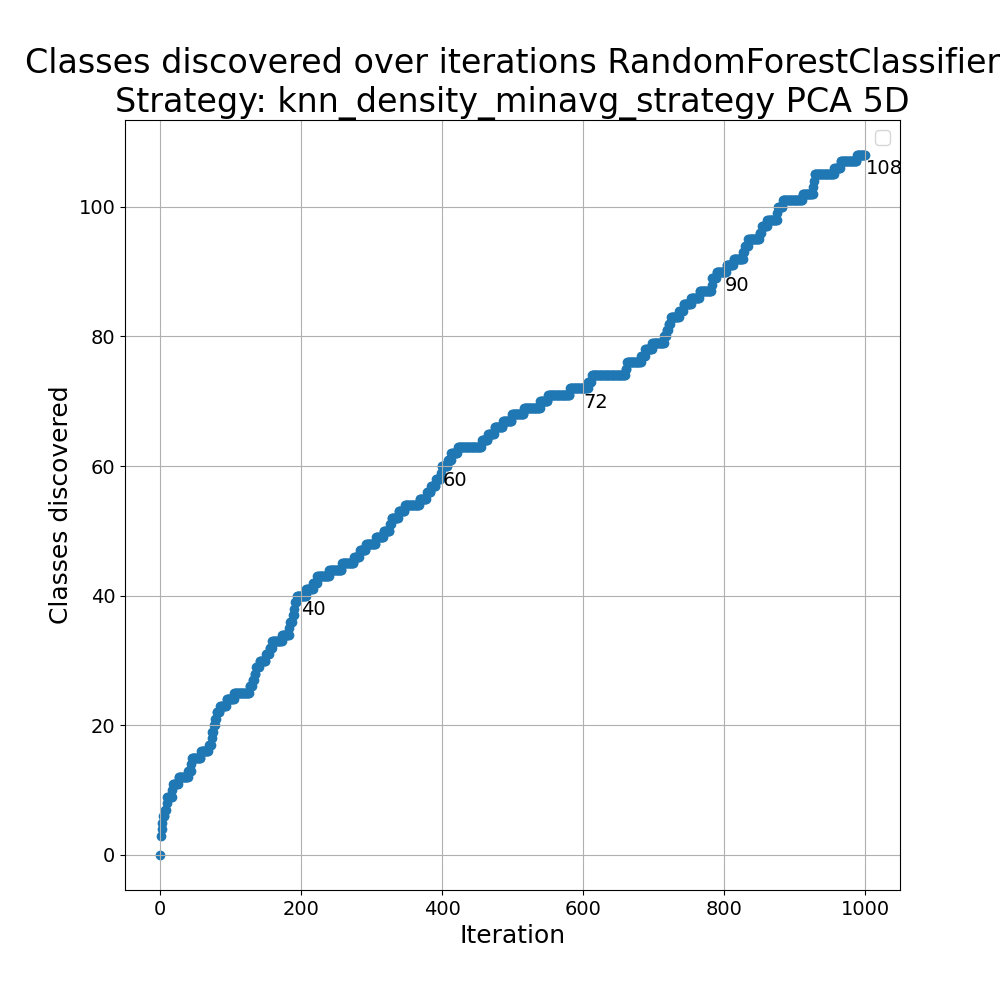 Classes discovered over iterations RandomForestClassifier
Strategy: knn_density_minavg_strategy PCA 5D
108
100
90
80
72
60
60
40
40
20
0
Classes discovered
0 200 400 600 800 1000
Iteration